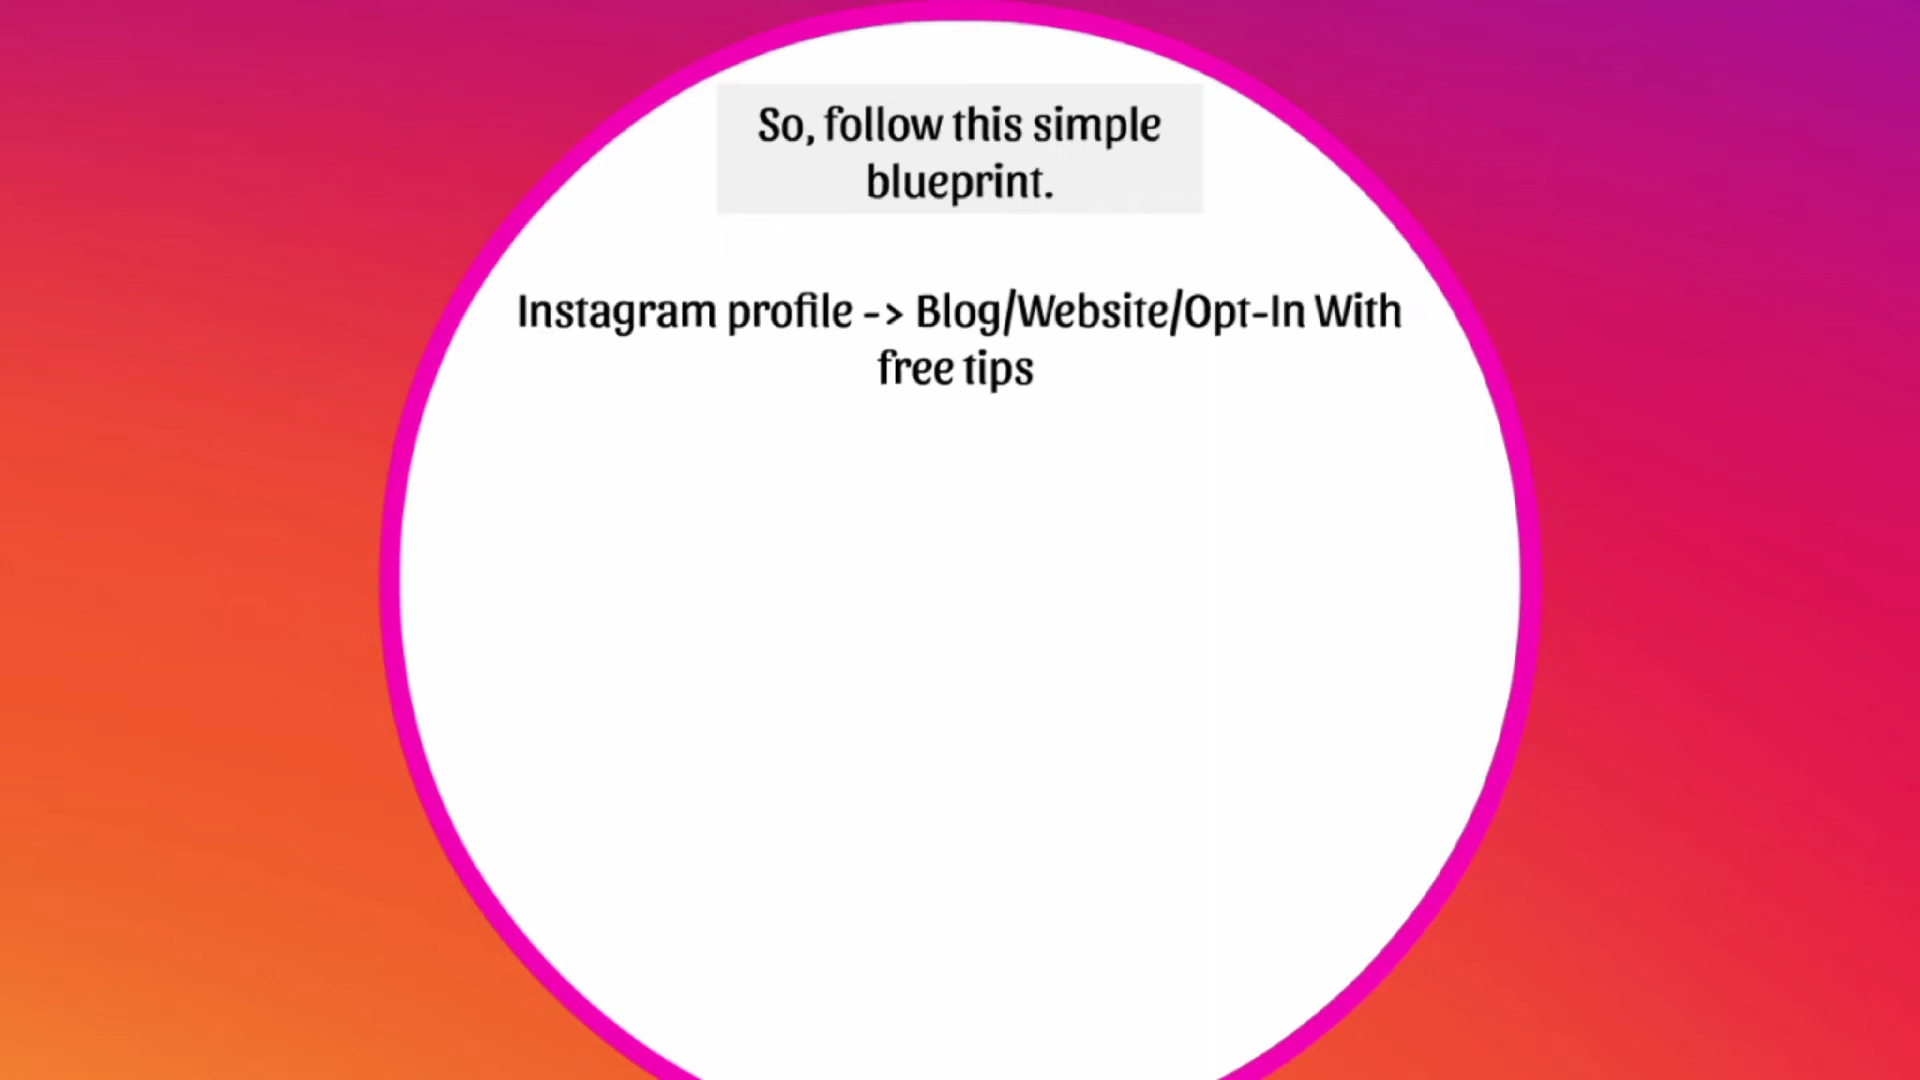 So, follow this simple
blueprint.
Instagram profile -> Blog/Website/Opt-In With
free tips